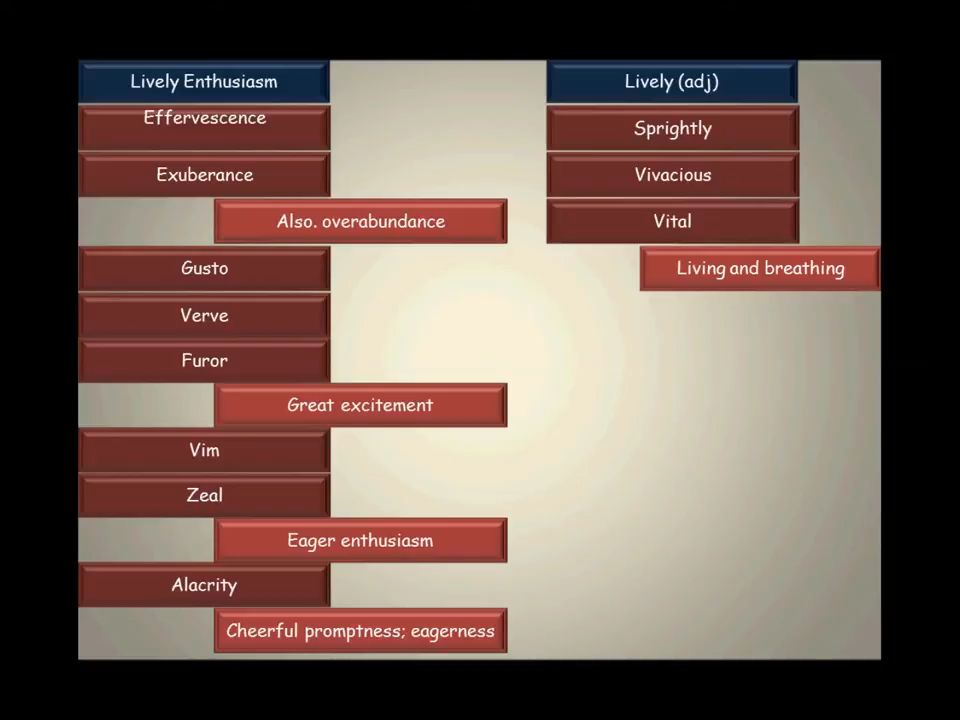 Lively Enthusiasm
Effervescence
Exuberance
Also. overabundance
Gusto
Verve
Furor
Great excitement
Vim
Zeal
Eager enthusiasm
Alacrity
Cheerful promptness; eagerness
Lively (adj)
Sprightly
Vivacious
Vital
Living and breathing